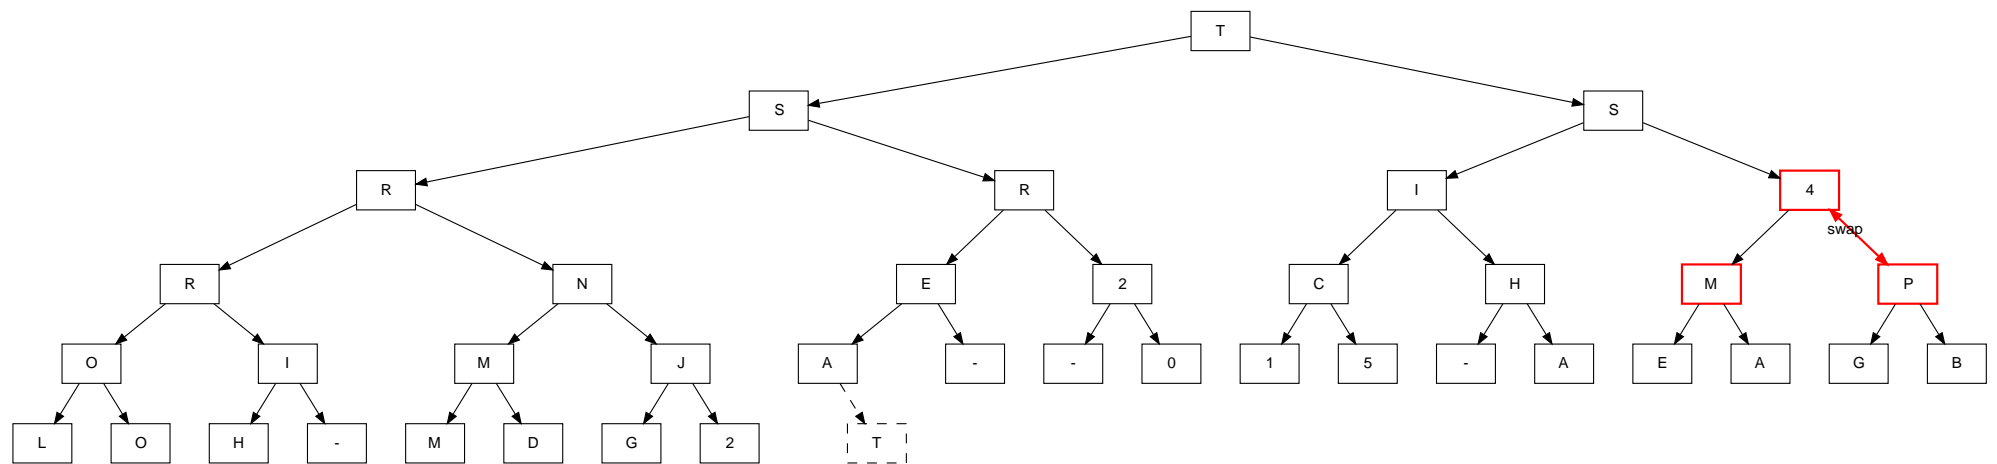 T
S S
R R I 4
swap
R N E 2 C H M P
O I M J A - - 0 1 5 - A E A G B
L O H - M D G 2 T